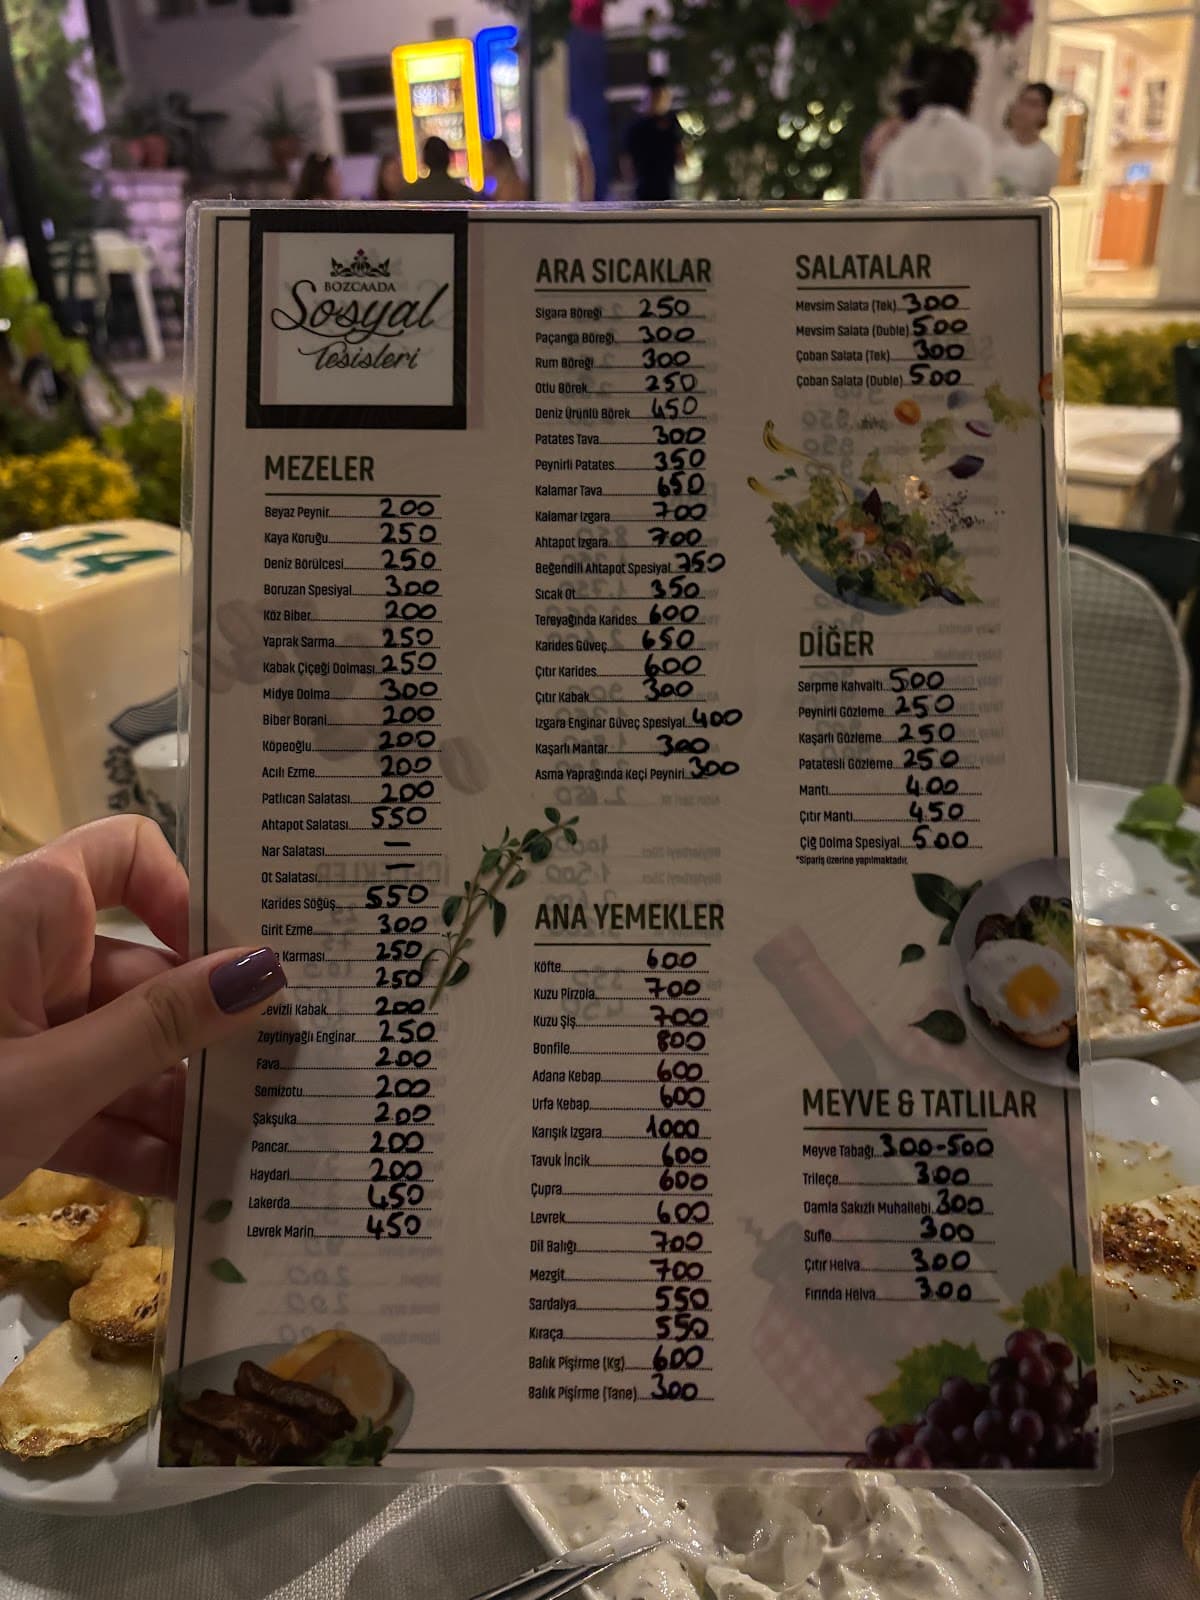 14
BOZCAADA
Sosyal
Tesisleri
MEZELER
Beyaz Peynir 200
Kaya Koruğu 250
Deniz Börülcesi 250
Boruzan Spesiyal 300
Köz Biber 200
Yaprak Sarma 250
Kabak Çiçeği Dolması 250
Midye Dolma 300
Biber Borani 200
Köpeoğlu 200
Acılı Ezme 200
Patlıcan Salatası 200
Ahtapot Salatası 550
Nar Salatası —
Ot Salatası —
Karides Söğüş 550
Girit Ezme 300
Karması 250
250
Cevizli Kabak 200
Zeytinyağlı Enginar 250
Fava 200
Semizotu 200
Şakşuka 200
Pancar 200
Haydari 200
Lakerda 450
Levrek Marin 450
ARA SICAKLAR
Sigara Böreği 250
Paçanga Böreği 300
Rum Böreği 300
Otlu Börek 250
Deniz Ürünlü Börek 450
Patates Tava 300
Peynirli Patates 350
Kalamar Tava 650
Kalamar Izgara 700
Ahtapot Izgara 700
Beğendili Ahtapot Spesiyal 750
Sıcak Ot 350
Tereyağında Karides 600
Karides Güveç 650
Çıtır Karides 600
Çıtır Kabak 300
Izgara Enginar Güveç Spesiyal 400
Kaşarlı Mantar 300
Asma Yaprağında Keçi Peyniri 300
ANA YEMEKLER
Köfte 600
Kuzu Pirzola 700
Kuzu Şiş 700
Bonfile 800
Adana Kebap 600
Urfa Kebap 600
Karışık Izgara 1000
Tavuk İncik 600
Çupra 600
Levrek 600
Dil Balığı 700
Mezgit 700
Sardalya 550
Kıraça 550
Balık Pişirme (Kg) 600
Balık Pişirme (Tane) 300
SALATALAR
Mevsim Salata (Tek) 300
Mevsim Salata (Duble) 500
Çoban Salata (Tek) 300
Çoban Salata (Duble) 500
DİĞER
Serpme Kahvaltı 500
Peynirli Gözleme 250
Kaşarlı Gözleme 250
Patatesli Gözleme 250
Mantı 400
Çıtır Mantı 450
Çiğ Dolma Spesiyal 500
*Sipariş üzerine yapılmaktadır.
MEYVE & TATLILAR
Meyve Tabağı 300-500
Trileçe 300
Damla Sakızlı Muhallebi 300
Sufle 300
Çıtır Helva 300
Fırında Helva 300